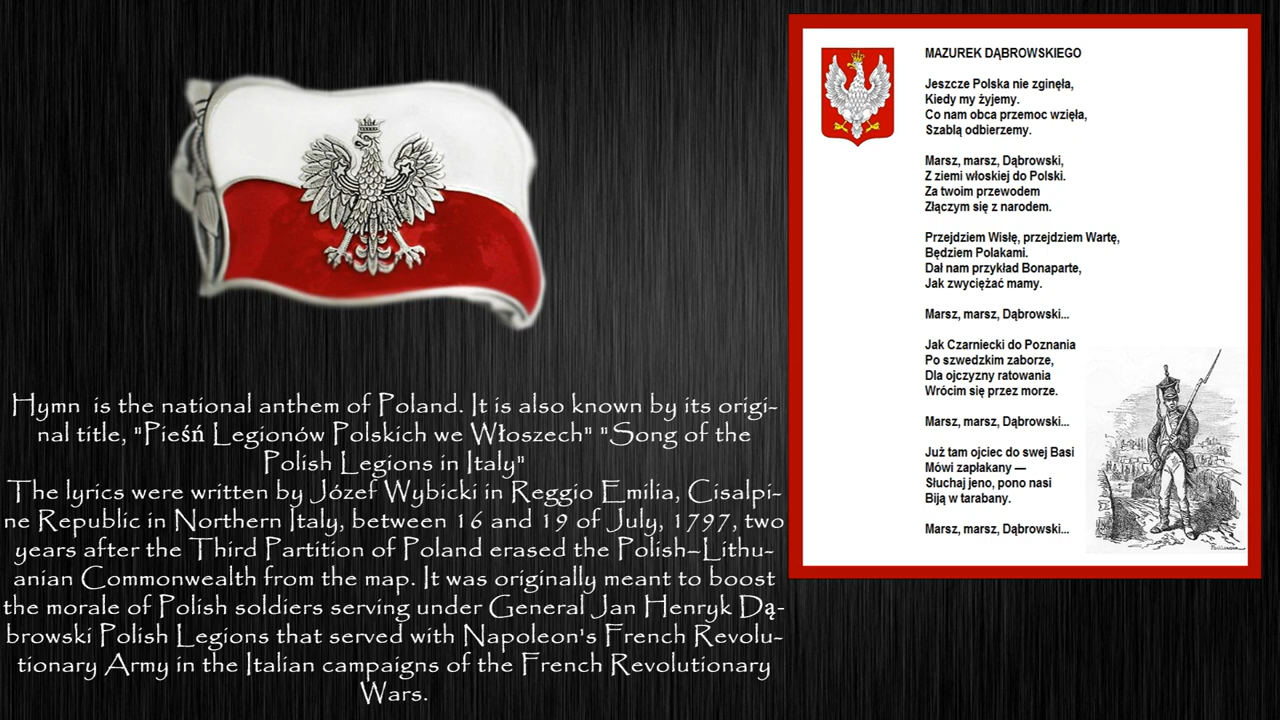 Hymn is the national anthem of Poland. It is also known by its origi-
nal title, "Pieśń Legionów Polskich we Włoszech" "Song of the
Polish Legions in Italy"
The lyrics were written by Józef Wybicki in Reggio Emilia, Cisalpi-
ne Republic in Northern Italy, between 16 and 19 of July, 1797, two
years after the Third Partition of Poland erased the Polish-Lithu-
anian Commonwealth from the map. It was originally meant to boost
the morale of Polish soldiers serving under General Jan Henryk Dą-
browski Polish Legions that served with Napoleon's French Revolu-
tionary Army in the Italian campaigns of the French Revolutionary
Wars.
MAZUREK DĄBROWSKIEGO
Jeszcze Polska nie zginęła,
Kiedy my żyjemy.
Co nam obca przemoc wzięła,
Szablą odbierzemy.
Marsz, marsz, Dąbrowski,
Z ziemi włoskiej do Polski.
Za twoim przewodem
Złączym się z narodem.
Przejdziem Wisłę, przejdziem Wartę,
Będziem Polakami.
Dał nam przykład Bonaparte,
Jak zwyciężać mamy.
Marsz, marsz, Dąbrowski...
Jak Czarniecki do Poznania
Po szwedzkim zaborze,
Dla ojczyzny ratowania
Wrócim się przez morze.
Marsz, marsz, Dąbrowski...
Już tam ojciec do swej Basi
Mówi zapłakany —
Słuchaj jeno, pono nasi
Biją w tarabany.
Marsz, marsz, Dąbrowski...